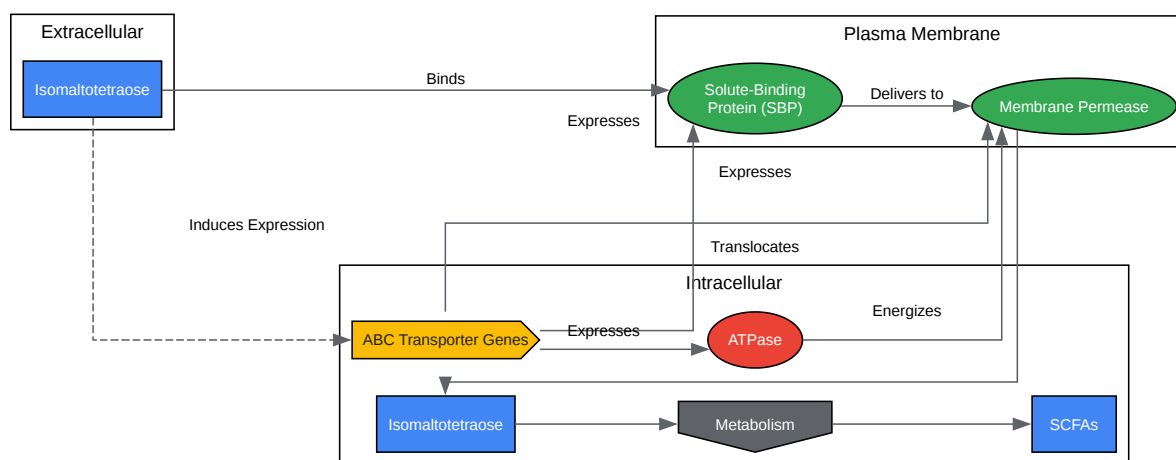 Extracellular
Plasma Membrane
Isomaltotetraose
Binds
Solute-Binding
Protein (SBP)
Delivers to
Membrane Permease
Expresses
Expresses
Induces Expression
Translocates
Intracellular
Energizes
ABC Transporter Genes
Expresses
ATPase
Isomaltotetraose
Metabolism
SCFAs